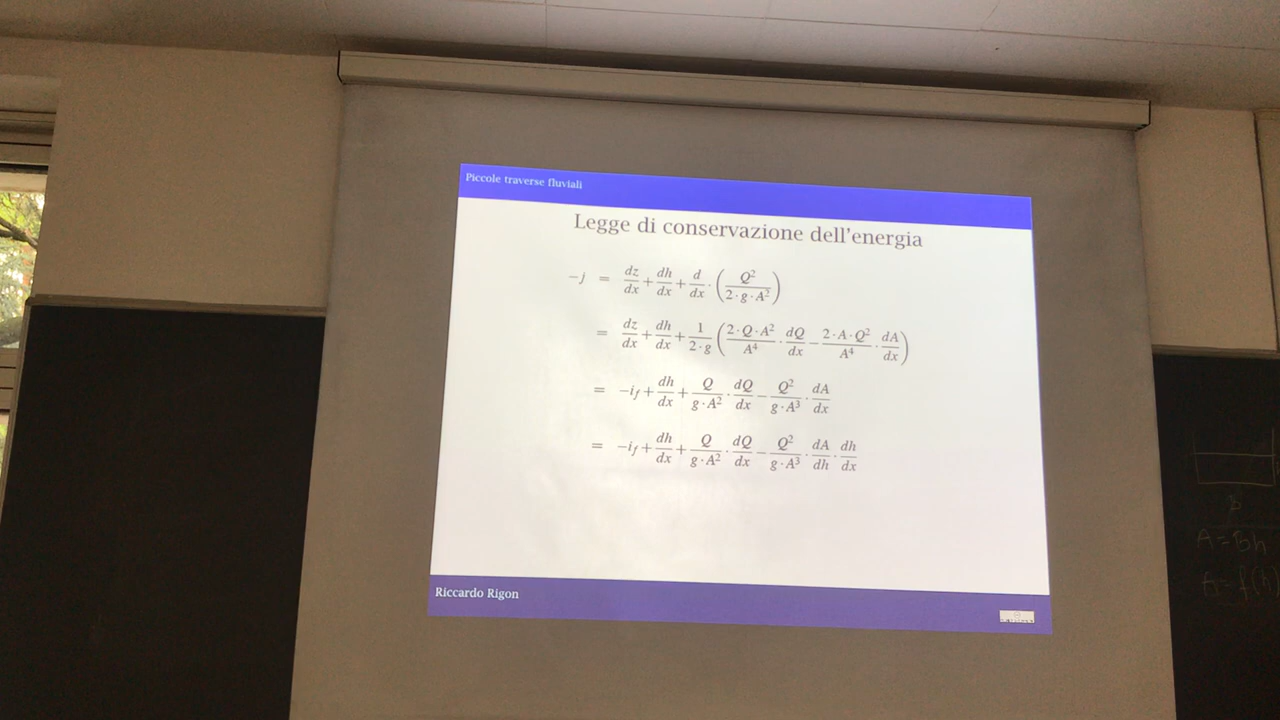 Piccole traverse fluviali
Legge di conservazione dell'energia
−j = dz/dx + dh/dx + d/dx · (Q²/(2·g·A²))
= dz/dx + dh/dx + 1/(2·g) ((2·Q·A²)/A⁴ · dQ/dx − (2·A·Q²)/A⁴ · dA/dx)
= −i_f + dh/dx + Q/(g·A²) · dQ/dx − Q²/(g·A³) · dA/dx
= −i_f + dh/dx + Q/(g·A²) · dQ/dx − Q²/(g·A³) · dA/dh · dh/dx
Riccardo Rigon
A=Bh